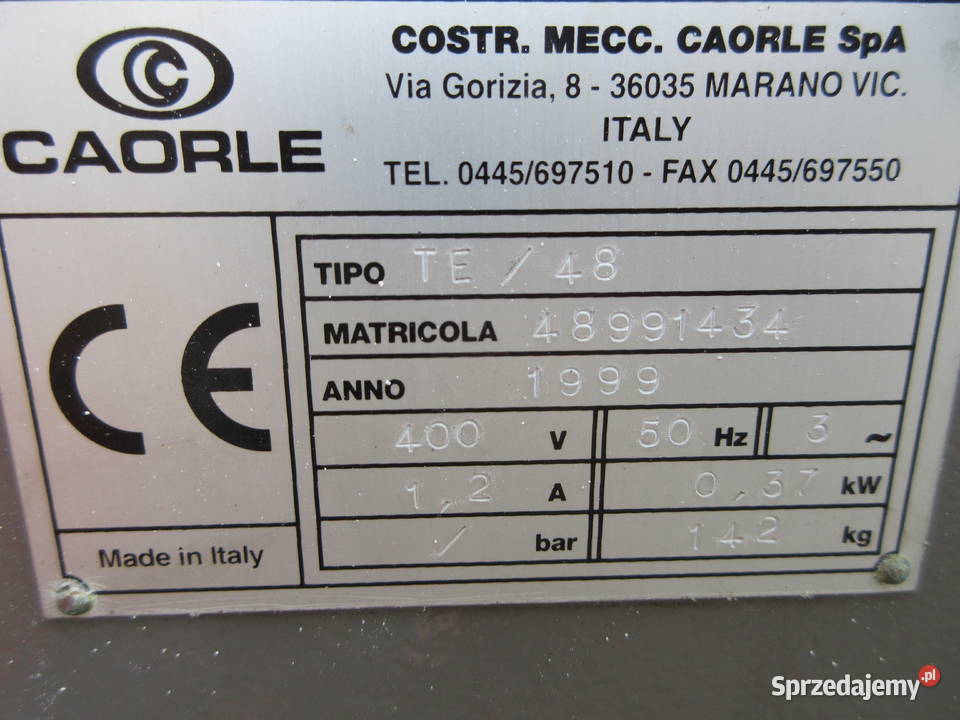 CAORLE
COSTR. MECC. CAORLE SpA
Via Gorizia, 8 - 36035 MARANO VIC.
ITALY
TEL. 0445/697510 - FAX 0445/697550
CE
Made in Italy
TIPO TE / 48
MATRICOLA 48991434
ANNO 1999
400 V 50 Hz 3 ~
1,2 A 0,37 kW
/ bar 142 kg
Sprzedajemy.pl